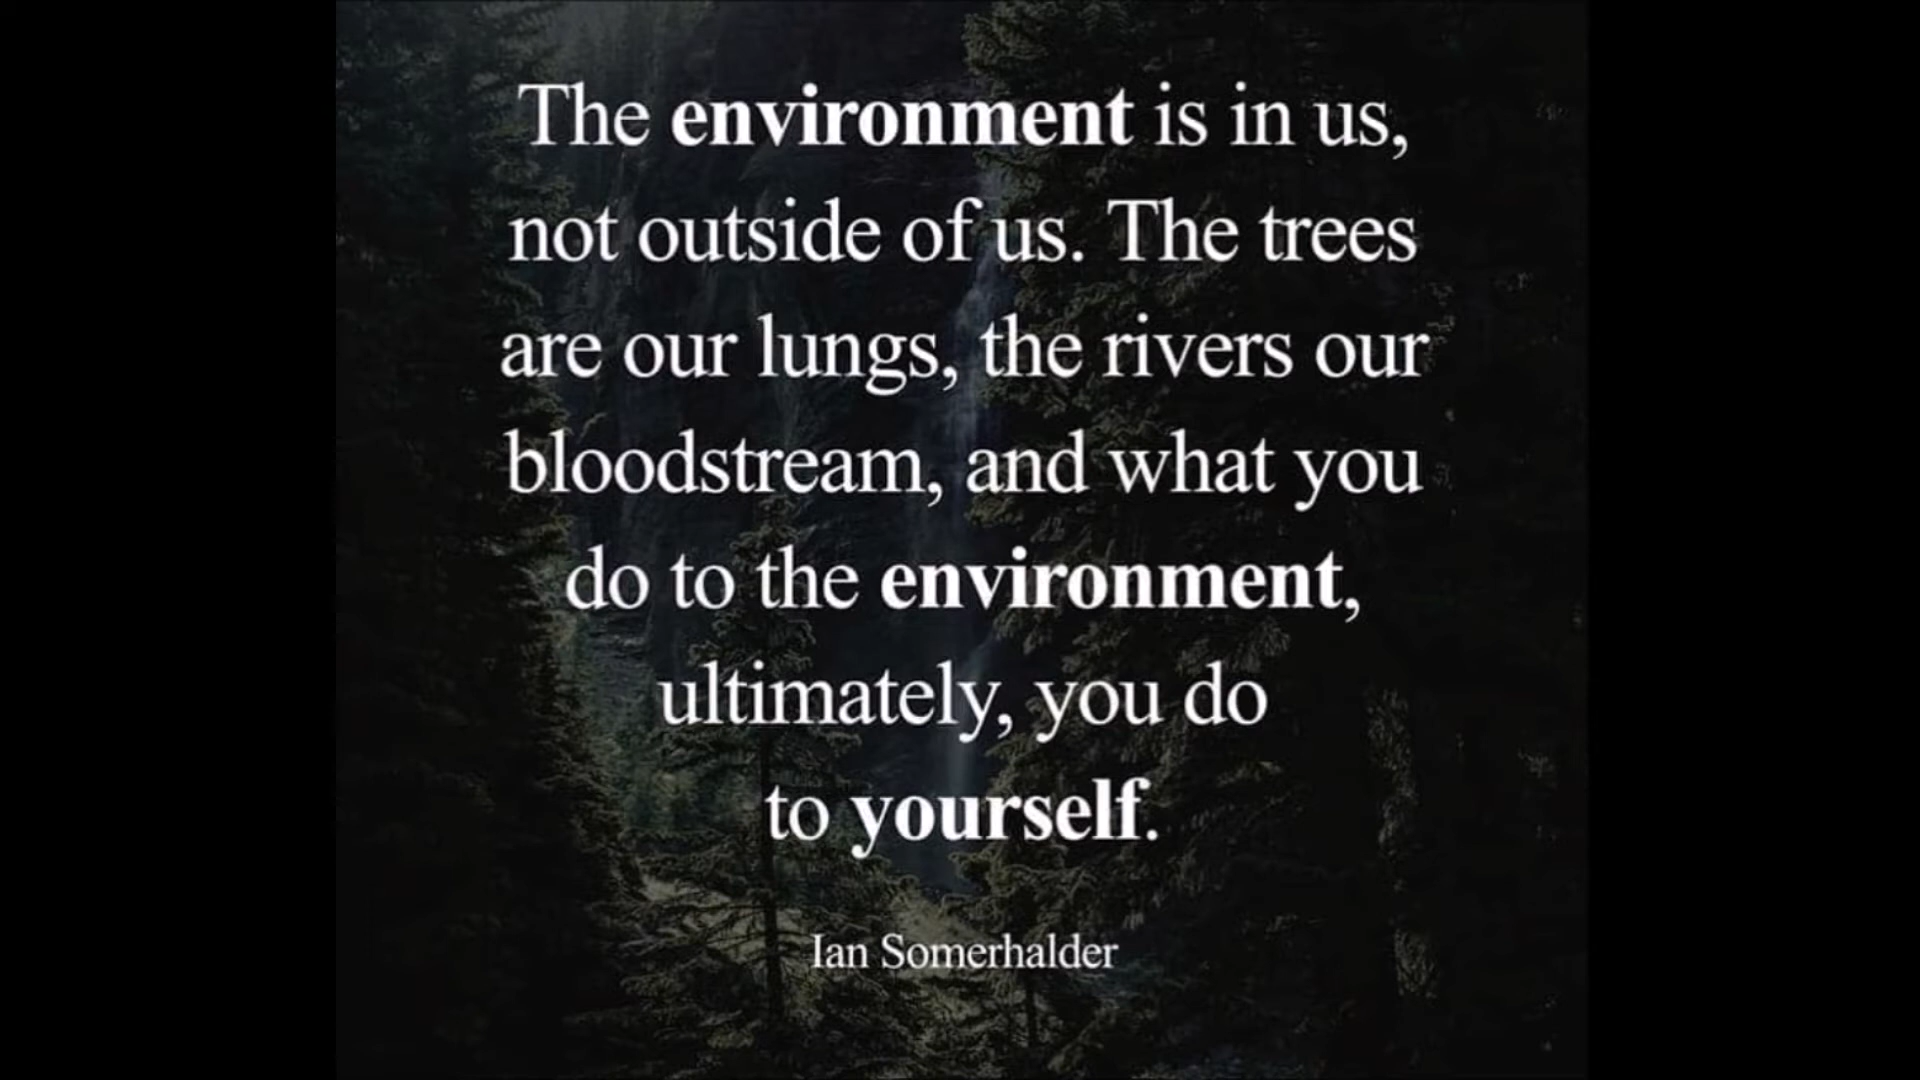 The environment is in us,
not outside of us. The trees
are our lungs, the rivers our
bloodstream, and what you
do to the environment,
ultimately, you do
to yourself.
Ian Somerhalder